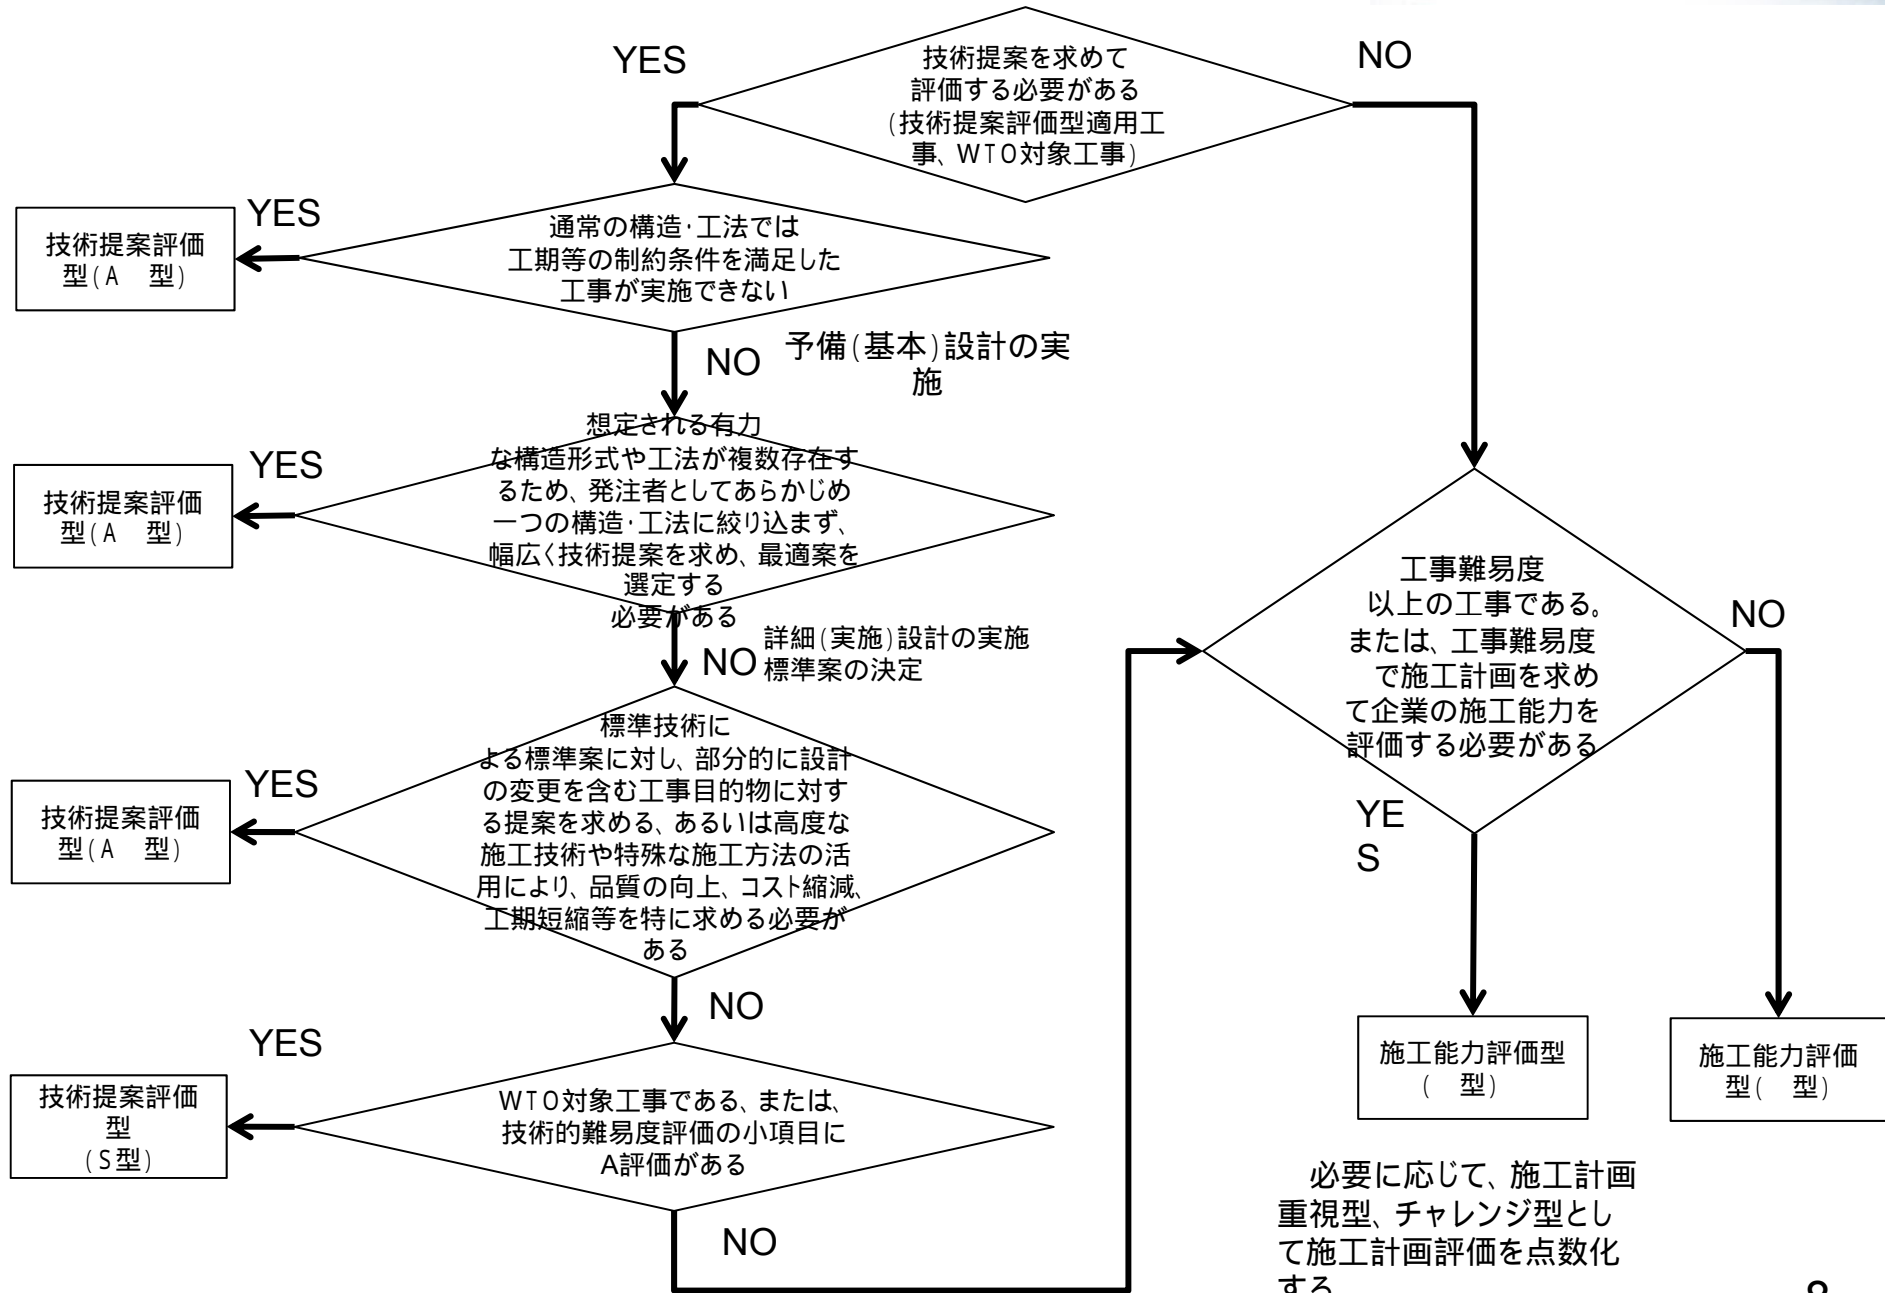 YES
技術提案を求めて
評価する必要がある
(技術提案評価型適用工
事、WTO対象工事)
NO
YES
技術提案評価
型(A 型)
通常の構造・工法では
工期等の制約条件を満足した
工事が実施できない
NO
予備(基本)設計の実
施
YES
技術提案評価
型(A 型)
想定される有力
な構造形式や工法が複数存在す
るため、発注者としてあらかじめ
一つの構造・工法に絞り込まず、
幅広く技術提案を求め、最適案を
選定する
必要がある
NO
詳細(実施)設計の実施
標準案の決定
YES
技術提案評価
型(A 型)
標準技術に
よる標準案に対し、部分的に設計
の変更を含む工事目的物に対す
る提案を求める、あるいは高度な
施工技術や特殊な施工方法の活
用により、品質の向上、コスト縮減、
工期短縮等を特に求める必要が
ある
NO
YES
技術提案評価
型
(S型)
WTO対象工事である、または、
技術的難易度評価の小項目に
A評価がある
NO
工事難易度
以上の工事である。
または、工事難易度
で施工計画を求め
て企業の施工能力を
評価する必要がある
NO
YE
S
施工能力評価型
( 型)
施工能力評価
型( 型)
必要に応じて、施工計画
重視型、チャレンジ型とし
て施工計画評価を点数化
する